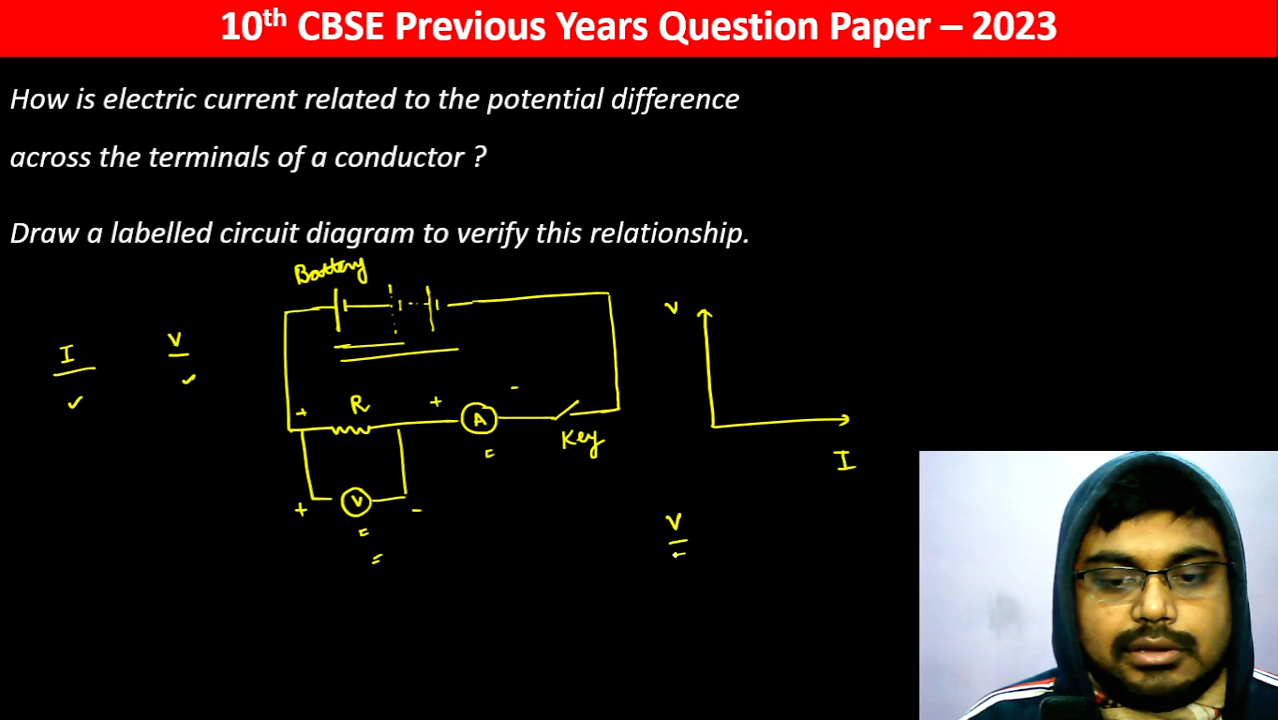 10th CBSE Previous Years Question Paper – 2023
How is electric current related to the potential difference
across the terminals of a conductor ?
Draw a labelled circuit diagram to verify this relationship.
Battery
V
I
V
R
+
+
-
A
Key
I
+
V
-
V